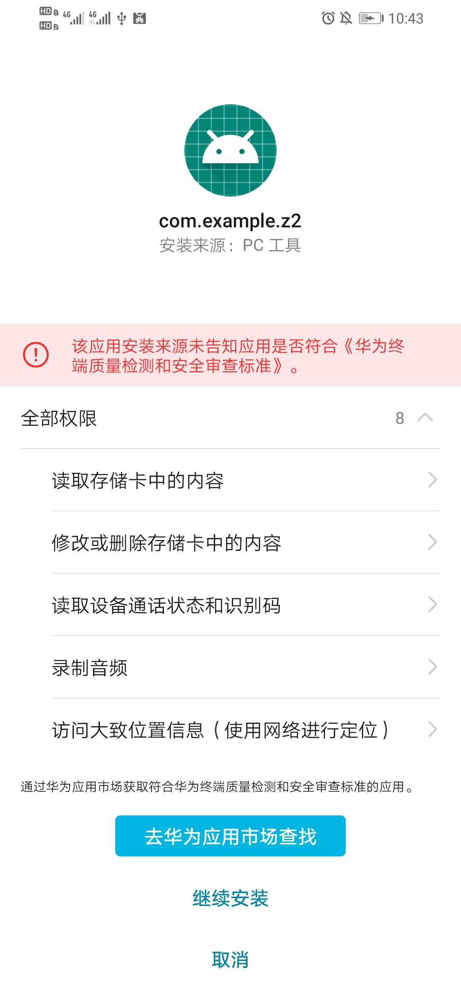 HD 1 4G 4G 10:43
HD 2
com.example.z2
安装来源：PC 工具
该应用安装来源未告知应用是否符合《华为终
端质量检测和安全审查标准》。
全部权限 8
读取存储卡中的内容
修改或删除存储卡中的内容
读取设备通话状态和识别码
录制音频
访问大致位置信息（使用网络进行定位）
通过华为应用市场获取符合华为终端质量检测和安全审查标准的应用。
去华为应用市场查找
继续安装
取消